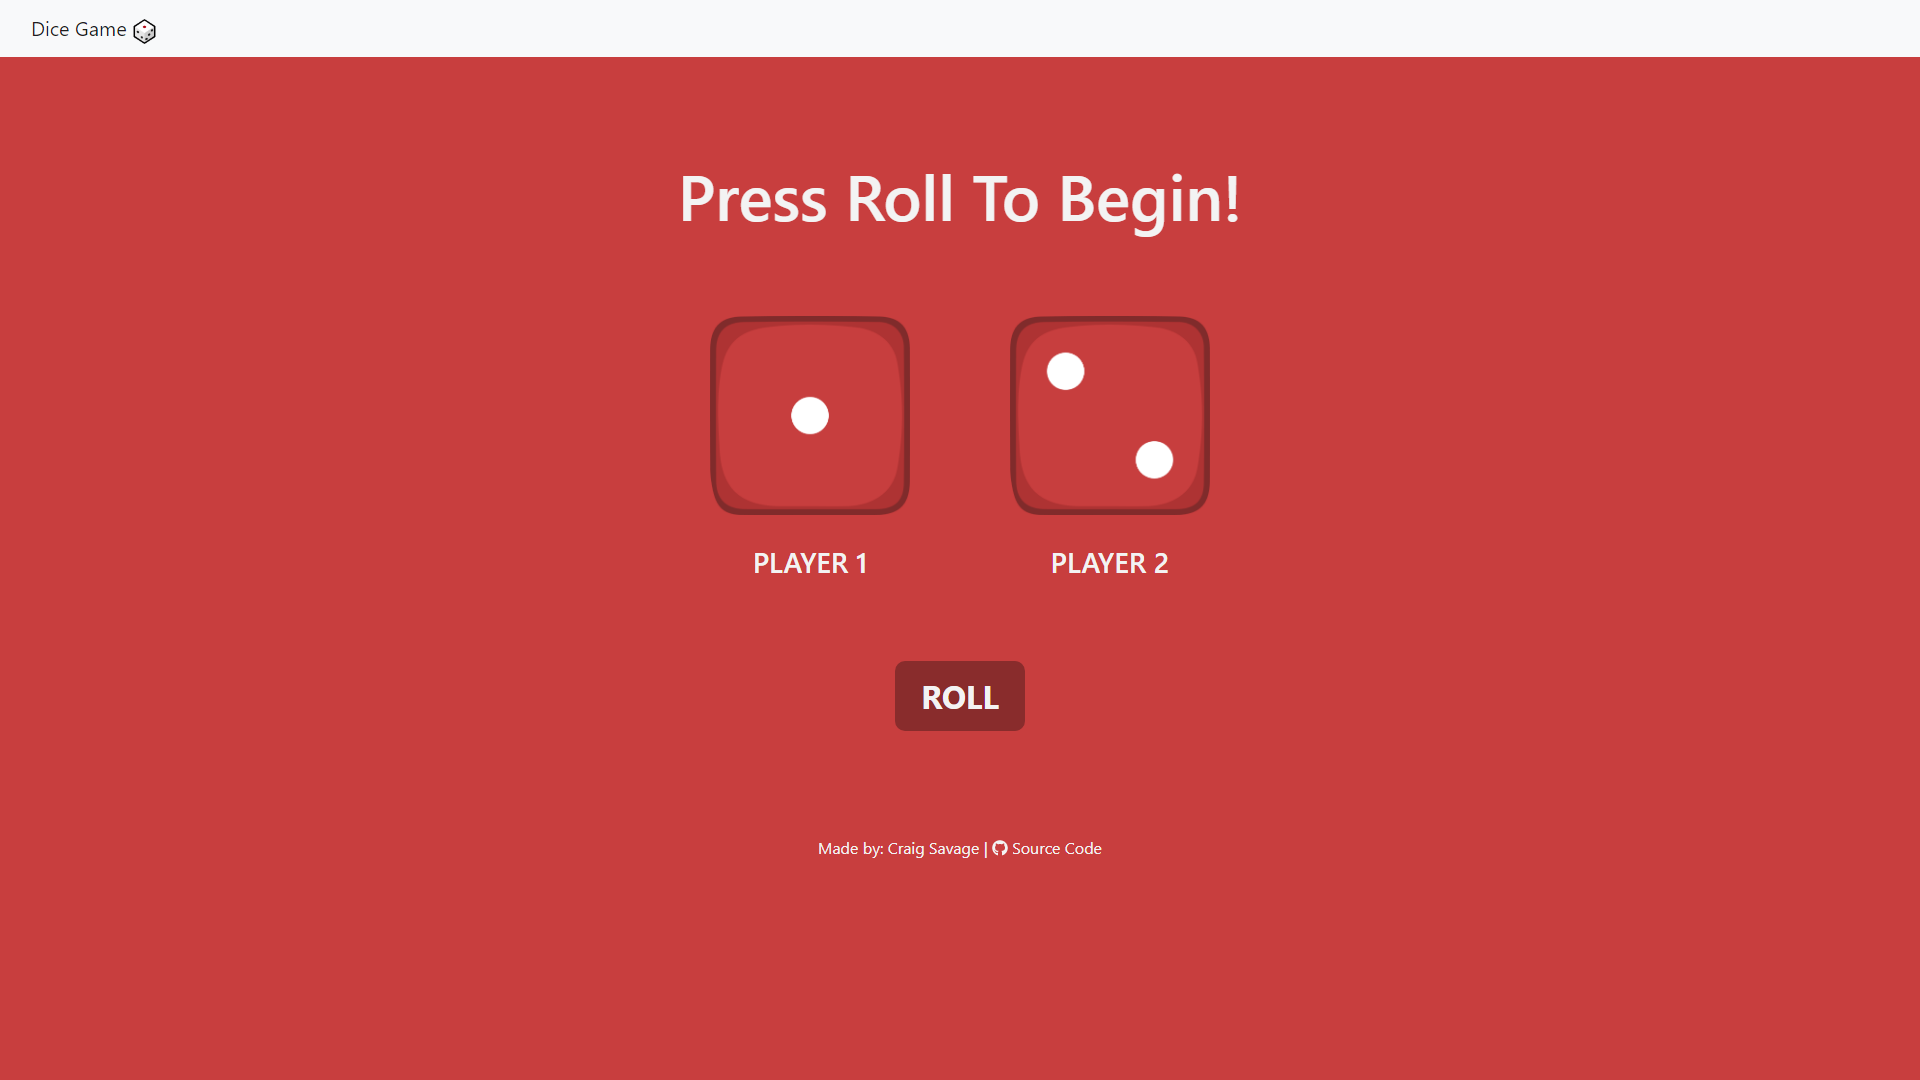 Dice Game
Press Roll To Begin!
PLAYER 1
PLAYER 2
ROLL
Made by: Craig Savage | Source Code